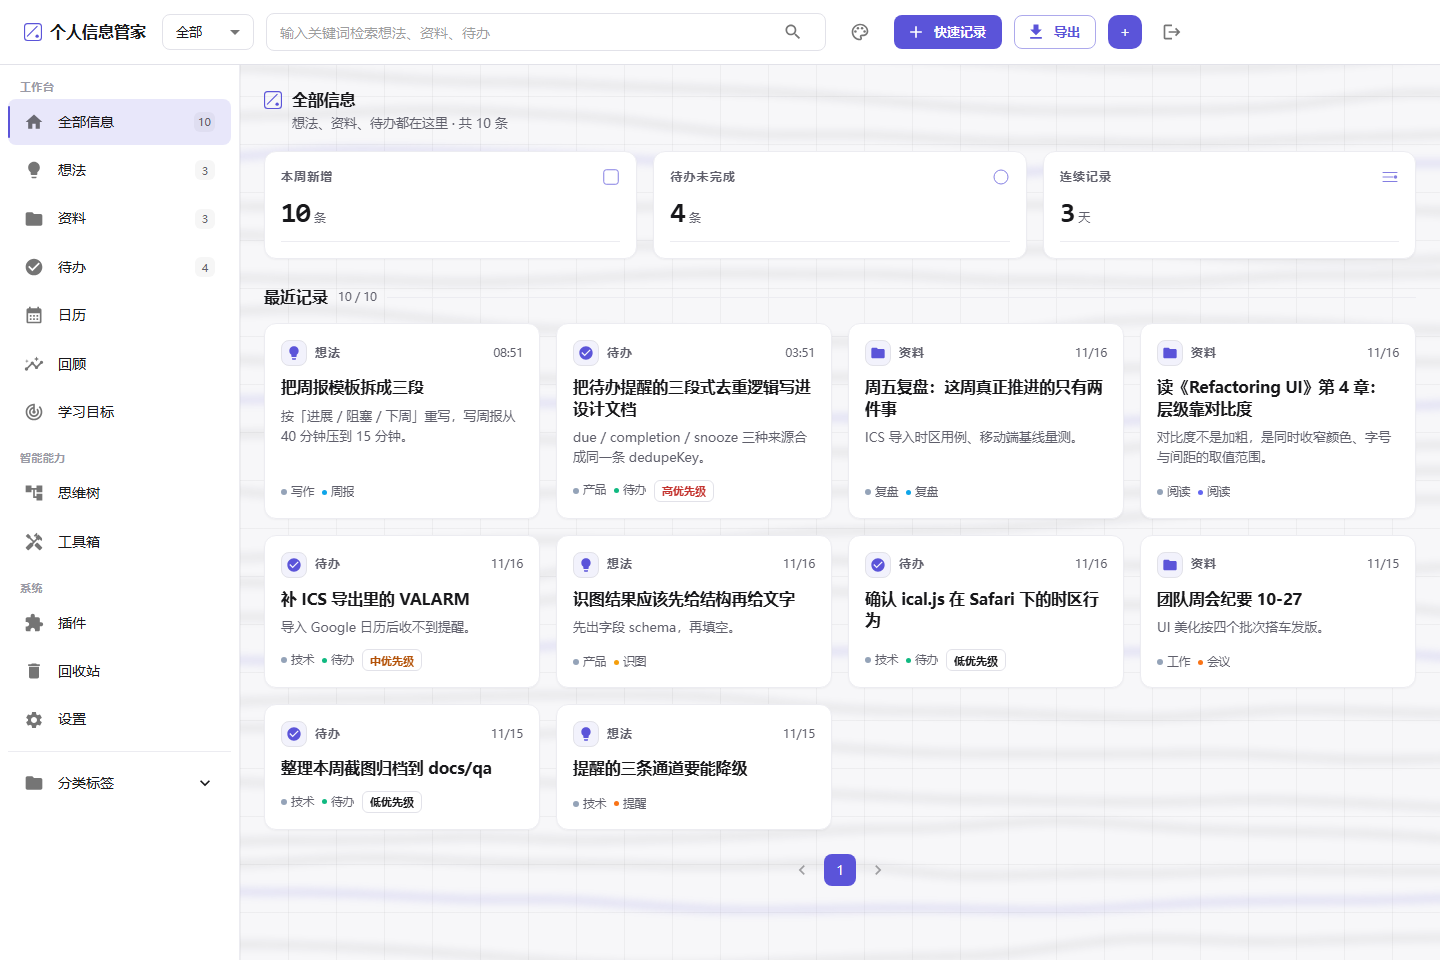 个人信息管家
全部
输入关键词检索想法、资料、待办
快速记录
导出
+
工作台
全部信息 10
想法 3
资料 3
待办 4
日历
回顾
学习目标
智能能力
思维树
工具箱
系统
插件
回收站
设置
分类标签
全部信息
想法、资料、待办都在这里 · 共 10 条
本周新增
10 条
待办未完成
4 条
连续记录
3 天
最近记录 10 / 10
想法 08:51
把周报模板拆成三段
按「进展 / 阻塞 / 下周」重写，写周报从
40 分钟压到 15 分钟。
写作 周报
待办 03:51
把待办提醒的三段式去重逻辑写进
设计文档
due / completion / snooze 三种来源合
成同一条 dedupeKey。
产品 待办 高优先级
资料 11/16
周五复盘：这周真正推进的只有两
件事
ICS 导入时区用例、移动端基线量测。
复盘 复盘
资料 11/16
读《Refactoring UI》第 4 章：
层级靠对比度
对比度不是加粗，是同时收窄颜色、字号
与间距的取值范围。
阅读 阅读
待办 11/16
补 ICS 导出里的 VALARM
导入 Google 日历后收不到提醒。
技术 待办 中优先级
想法 11/16
识图结果应该先给结构再给文字
先出字段 schema，再填空。
产品 识图
待办 11/16
确认 ical.js 在 Safari 下的时区行
为
技术 待办 低优先级
资料 11/15
团队周会纪要 10-27
UI 美化按四个批次搭车发版。
工作 会议
待办 11/15
整理本周截图归档到 docs/qa
技术 待办 低优先级
想法 11/15
提醒的三条通道要能降级
技术 提醒
1